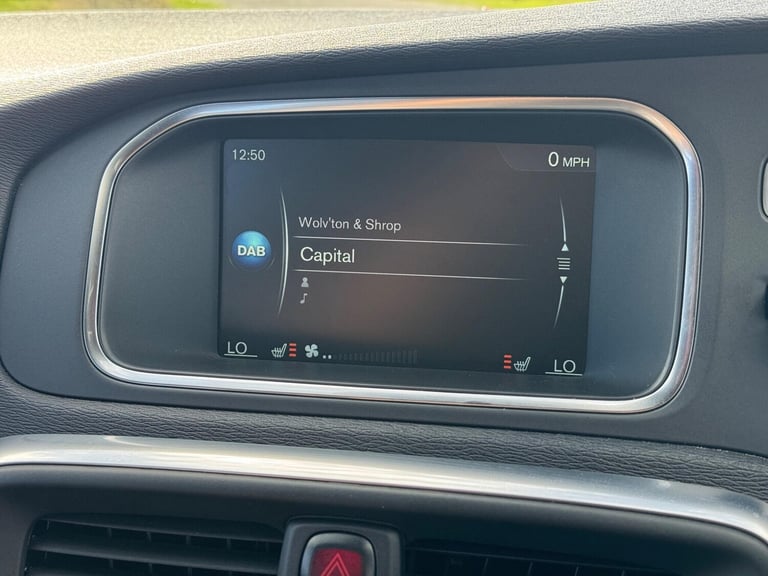 12:50
0 MPH
Wolv'ton & Shrop
DAB
Capital
LO
LO